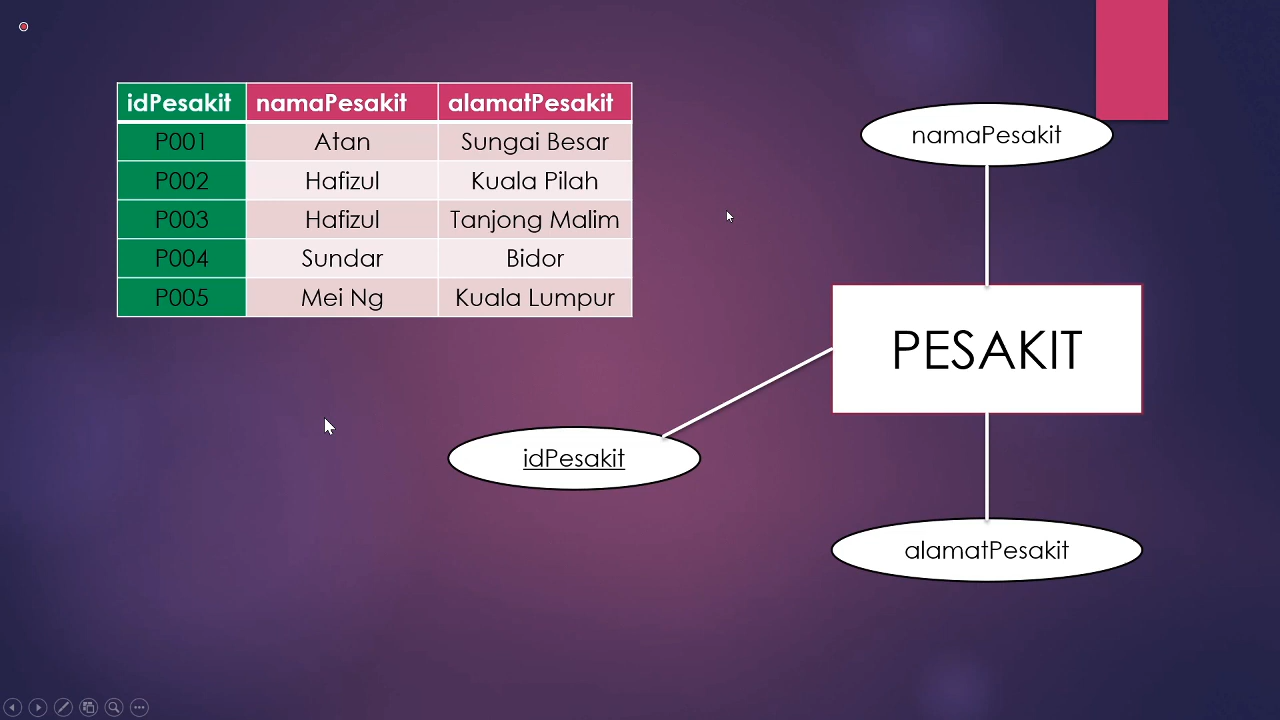 idPesakit namaPesakit alamatPesakit
P001 Atan Sungai Besar
P002 Hafizul Kuala Pilah
P003 Hafizul Tanjong Malim
P004 Sundar Bidor
P005 Mei Ng Kuala Lumpur
namaPesakit
PESAKIT
idPesakit
alamatPesakit